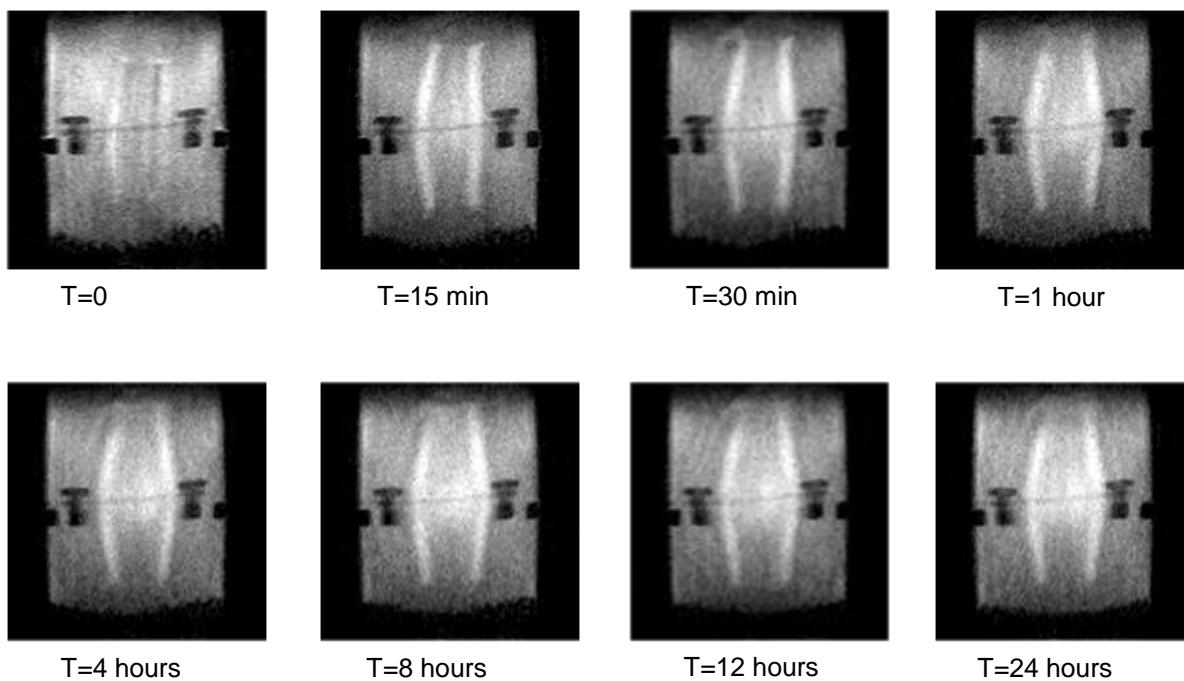 T=0
T=15 min
T=30 min
T=1 hour
T=4 hours
T=8 hours
T=12 hours
T=24 hours